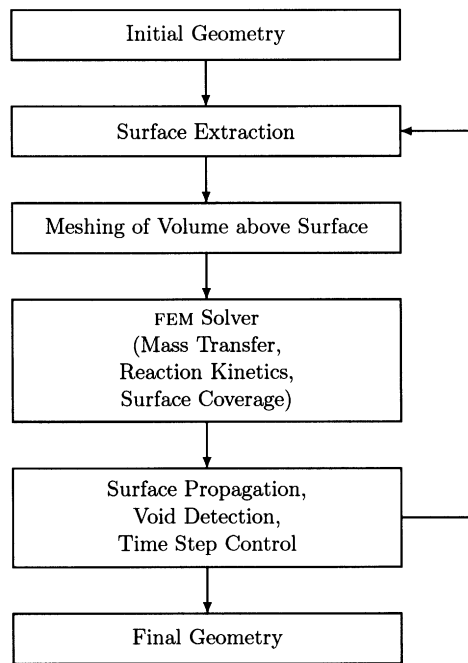 Initial Geometry
Surface Extraction
Meshing of Volume above Surface
FEM Solver
(Mass Transfer,
Reaction Kinetics,
Surface Coverage)
Surface Propagation,
Void Detection,
Time Step Control
Final Geometry